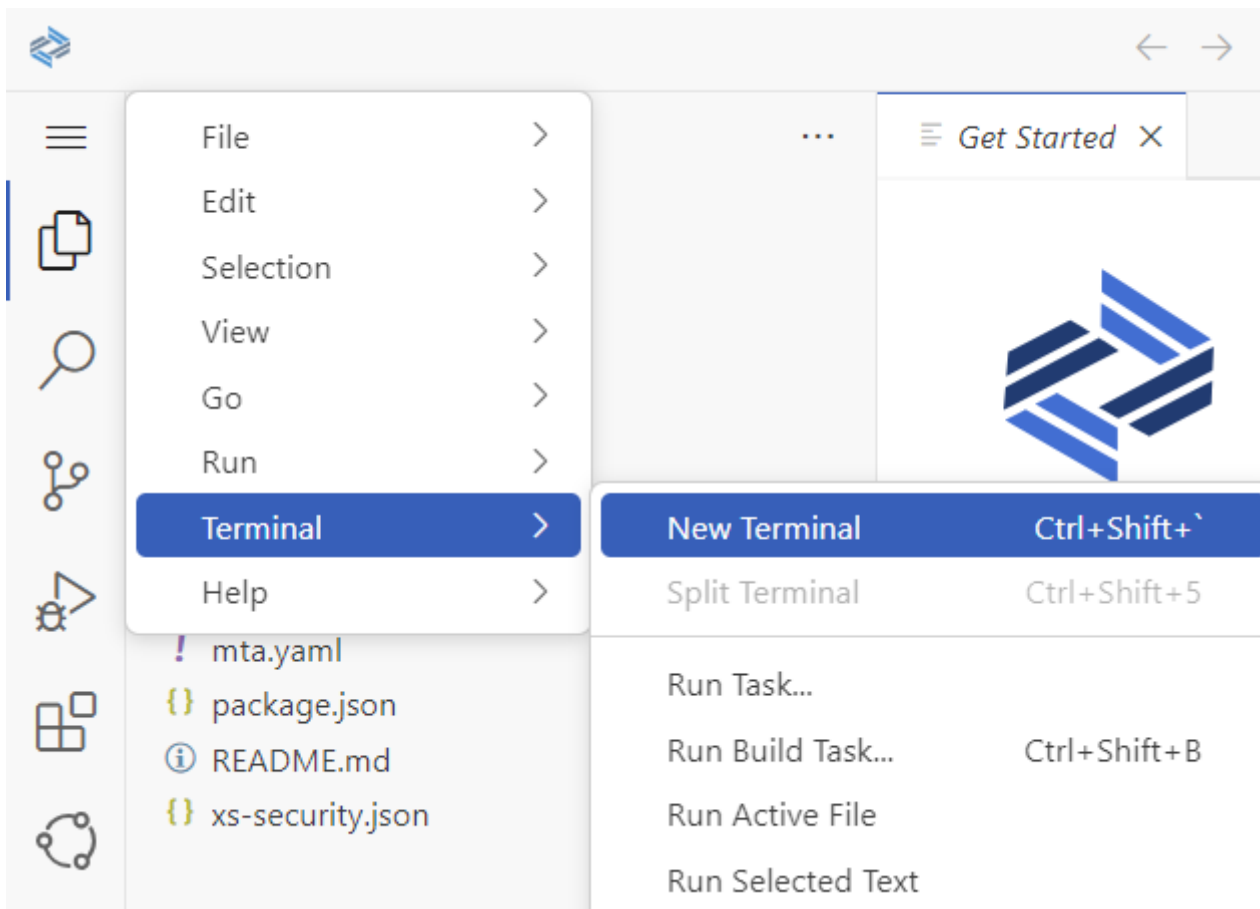 Get Started
File
Edit
Selection
View
Go
Run
Terminal
Help
New Terminal Ctrl+Shift+`
Split Terminal Ctrl+Shift+5
Run Task...
Run Build Task... Ctrl+Shift+B
Run Active File
Run Selected Text
mta.yaml
package.json
README.md
xs-security.json